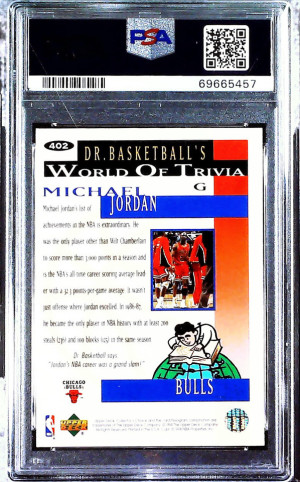 PSA
69665457
402
DR. BASKETBALL'S
WORLD OF TRIVIA
MICHAEL G
JORDAN
Michael Jordan's list of
achievements at the NBA is extraordinary. He
was the only player other than Wilt Chamberlain
to score more than 3,000 points in a season and
is the NBA's all time career scoring average lead-
er with a 32.3 points-per-game average. It wasn't
just offense where Jordan excelled. In 1986-87,
he became the only player in NBA history with at least 200
steals (236) and 100 blocks (125) in the same season.
Dr. Basketball says
"Jordan's NBA career was a grand slam!"
CHICAGO
BULLS
BULLS
NBA
UPPER DECK